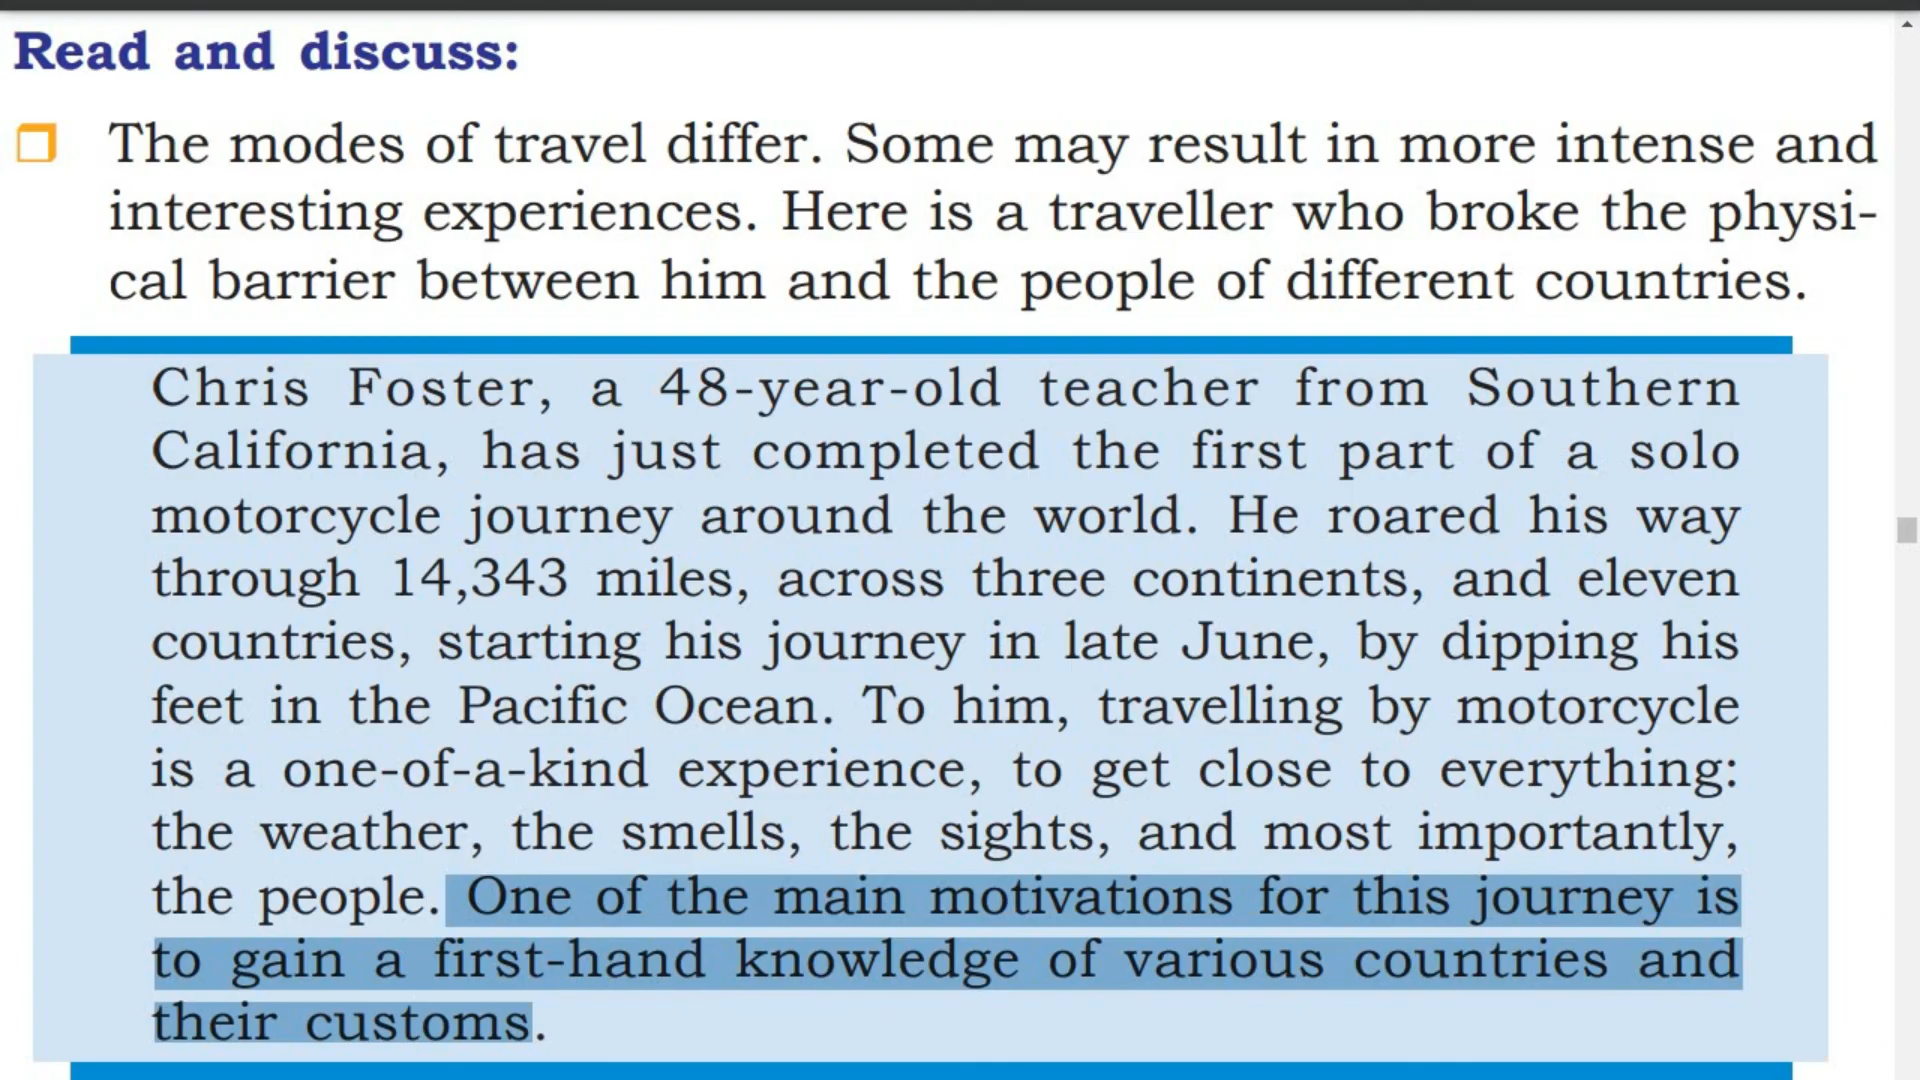 Read and discuss:
The modes of travel differ. Some may result in more intense and
interesting experiences. Here is a traveller who broke the physi-
cal barrier between him and the people of different countries.
Chris Foster, a 48-year-old teacher from Southern
California, has just completed the first part of a solo
motorcycle journey around the world. He roared his way
through 14,343 miles, across three continents, and eleven
countries, starting his journey in late June, by dipping his
feet in the Pacific Ocean. To him, travelling by motorcycle
is a one-of-a-kind experience, to get close to everything:
the weather, the smells, the sights, and most importantly,
the people. One of the main motivations for this journey is
to gain a first-hand knowledge of various countries and
their customs.